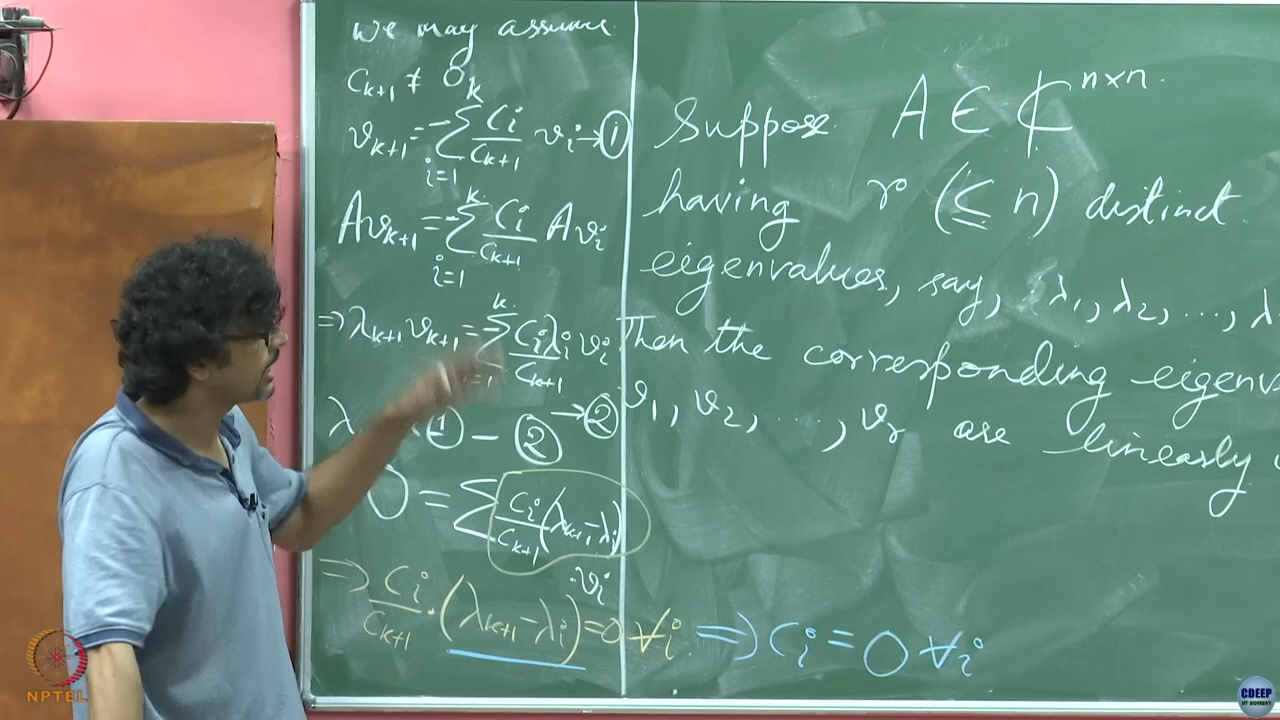 we may assume
C_{k+1} ≠ 0
v_{k+1} = -∑_{i=1}^{k} C_i/C_{k+1} v_i → ①
Av_{k+1} = -∑_{i=1}^{k} C_i/C_{k+1} Av_i
⇒ λ_{k+1} v_{k+1} = -∑_{i=1}^{k} C_i λ_i/C_{k+1} v_i
→ ②
λ ① - ②
0 = ∑ C_i/C_{k+1} (λ_{k+1} - λ_i)
· v_i
⇒ C_i/C_{k+1} · (λ_{k+1} - λ_i) = 0 ∀ i ⇒ C_i = 0 ∀ i
Suppose A ∈ ℂ^{n×n}.
having r (≤ n) distinct
eigenvalues, say, λ_1, λ_2, ..., λ
Then the corresponding eigenv
v_1, v_2, ..., v_r are linearly
NPTEL
CDEEP
IIT BOMBAY